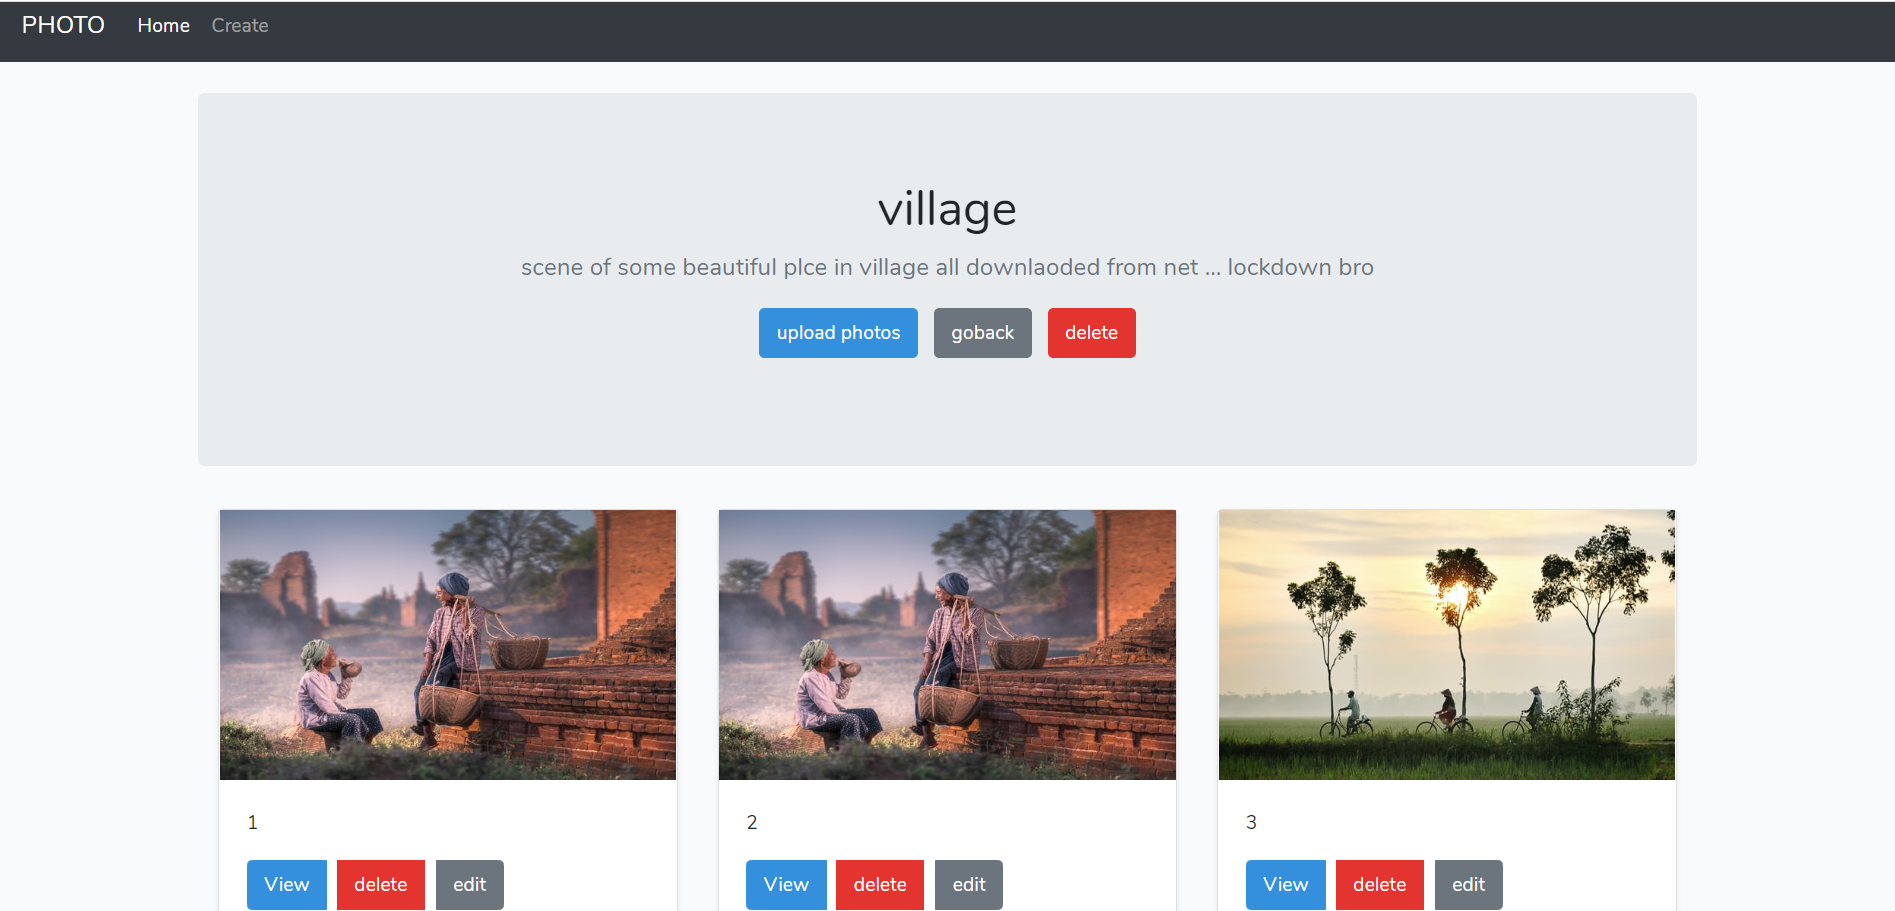 PHOTO Home Create
village
scene of some beautiful plce in village all downlaoded from net ... lockdown bro
upload photos goback delete
1 2 3
View delete edit View delete edit View delete edit